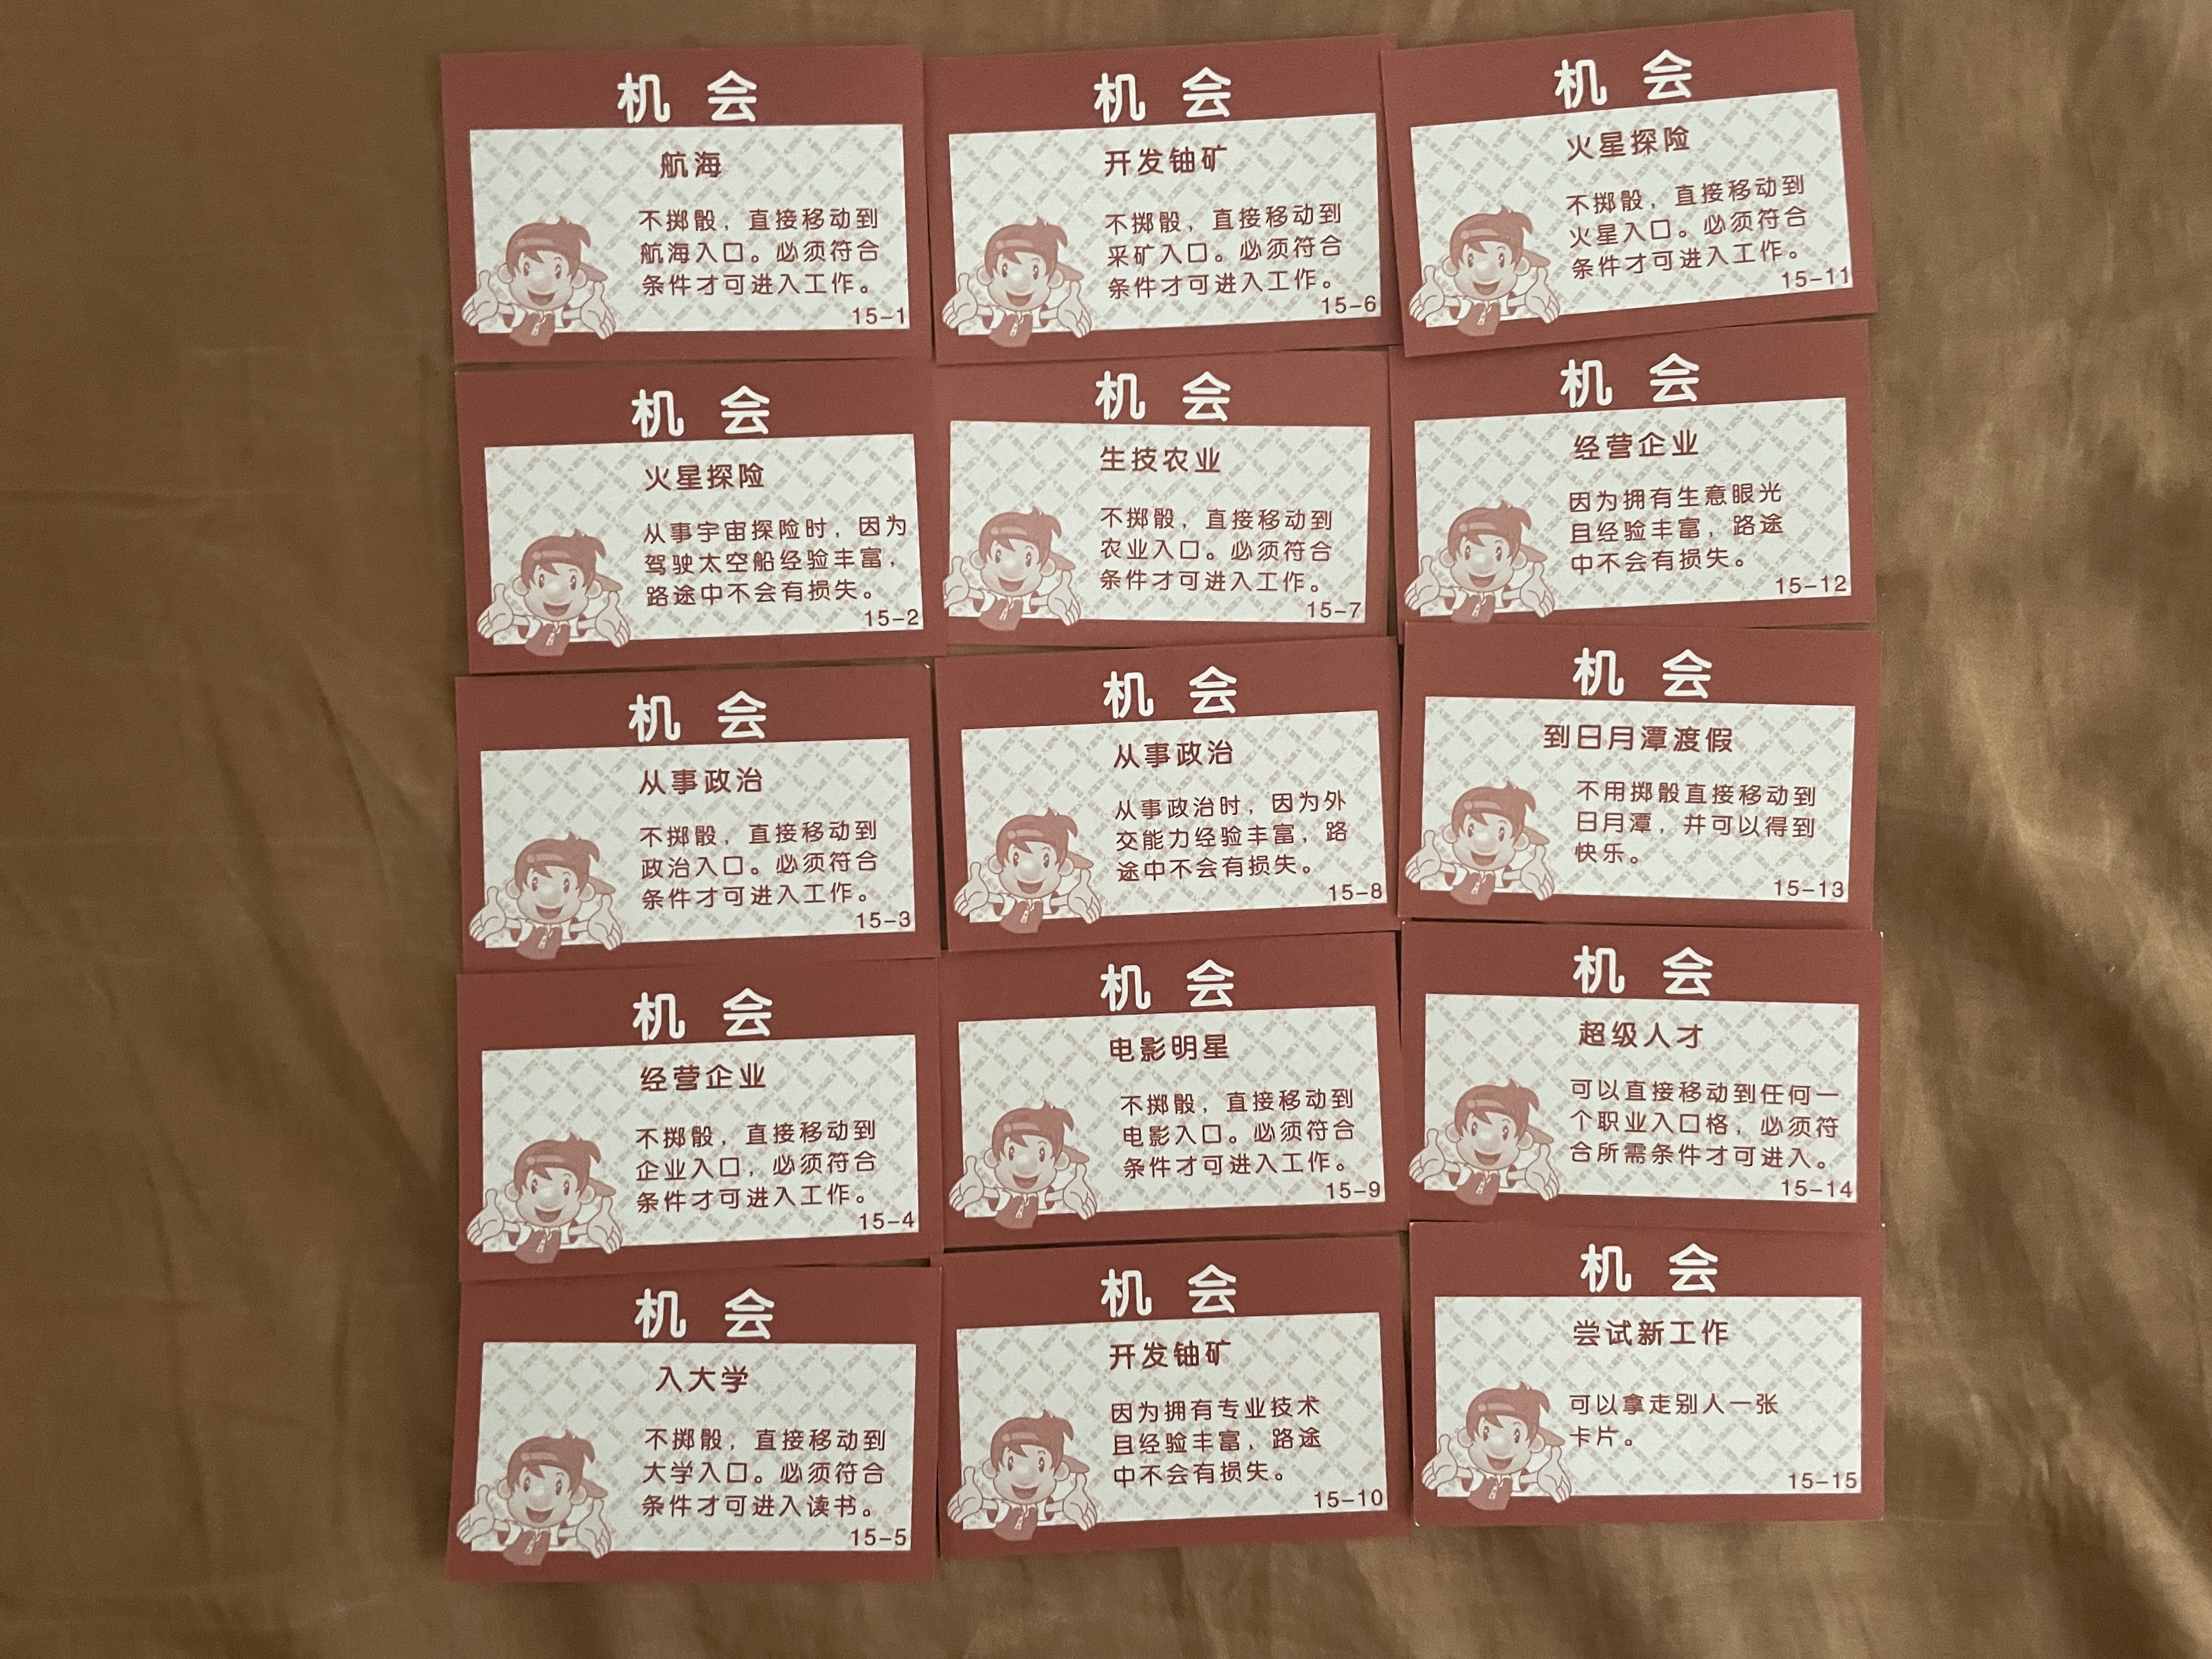 机 会
航海
不掷骰，直接移动到
航海入口。必须符合
条件才可进入工作。
15-1
机 会
火星探险
从事宇宙探险时，因为
驾驶太空船经验丰富，
路途中不会有损失。
15-2
机 会
从事政治
不掷骰，直接移动到
政治入口。必须符合
条件才可进入工作。
15-3
机 会
经营企业
不掷骰，直接移动到
企业入口，必须符合
条件才可进入工作。
15-4
机 会
入大学
不掷骰，直接移动到
大学入口。必须符合
条件才可进入读书。
15-5
机 会
开发铀矿
不掷骰，直接移动到
采矿入口。必须符合
条件才可进入工作。
15-6
机 会
生技农业
不掷骰，直接移动到
农业入口。必须符合
条件才可进入工作。
15-7
机 会
从事政治
从事政治时，因为外
交能力经验丰富，路
途中不会有损失。
15-8
机 会
电影明星
不掷骰，直接移动到
电影入口。必须符合
条件才可进入工作。
15-9
机 会
开发铀矿
因为拥有专业技术
且经验丰富，路途
中不会有损失。
15-10
机 会
火星探险
不掷骰，直接移动到
火星入口。必须符合
条件才可进入工作。
15-11
机 会
经营企业
因为拥有生意眼光
且经验丰富，路途
中不会有损失。
15-12
机 会
到日月潭渡假
不用掷骰直接移动到
日月潭，并可以得到
快乐。
15-13
机 会
超级人才
可以直接移动到任何一
个职业入口格，必须符
合所需条件才可进入。
15-14
机 会
尝试新工作
可以拿走别人一张
卡片。
15-15